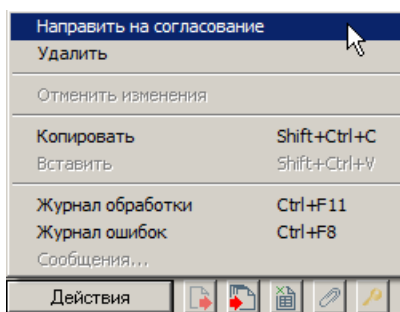 Направить на согласование
Удалить
Отменить изменения
Копировать Shift+Ctrl+C
Вставить Shift+Ctrl+V
Журнал обработки Ctrl+F11
Журнал ошибок Ctrl+F8
Сообщения...
Действия